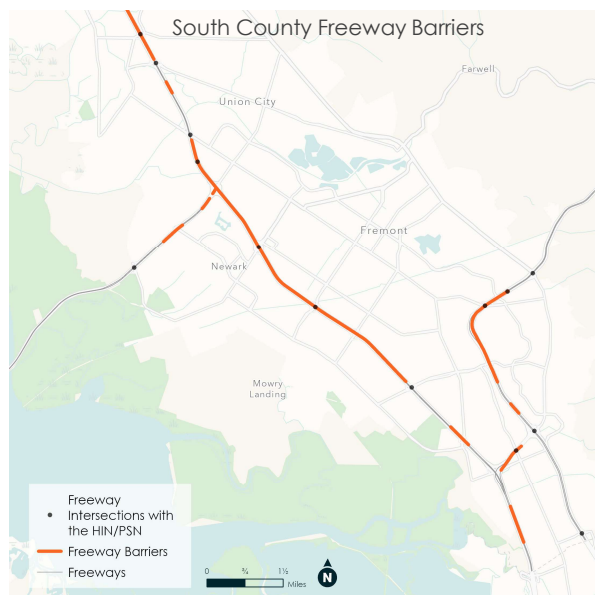 South County Freeway Barriers
Farwell
Union City
Fremont
Newark
Mowry
Landing
Freeway
Intersections with
the HIN/PSN
Freeway Barriers
Freeways
0 ¾ 1½
Miles
N